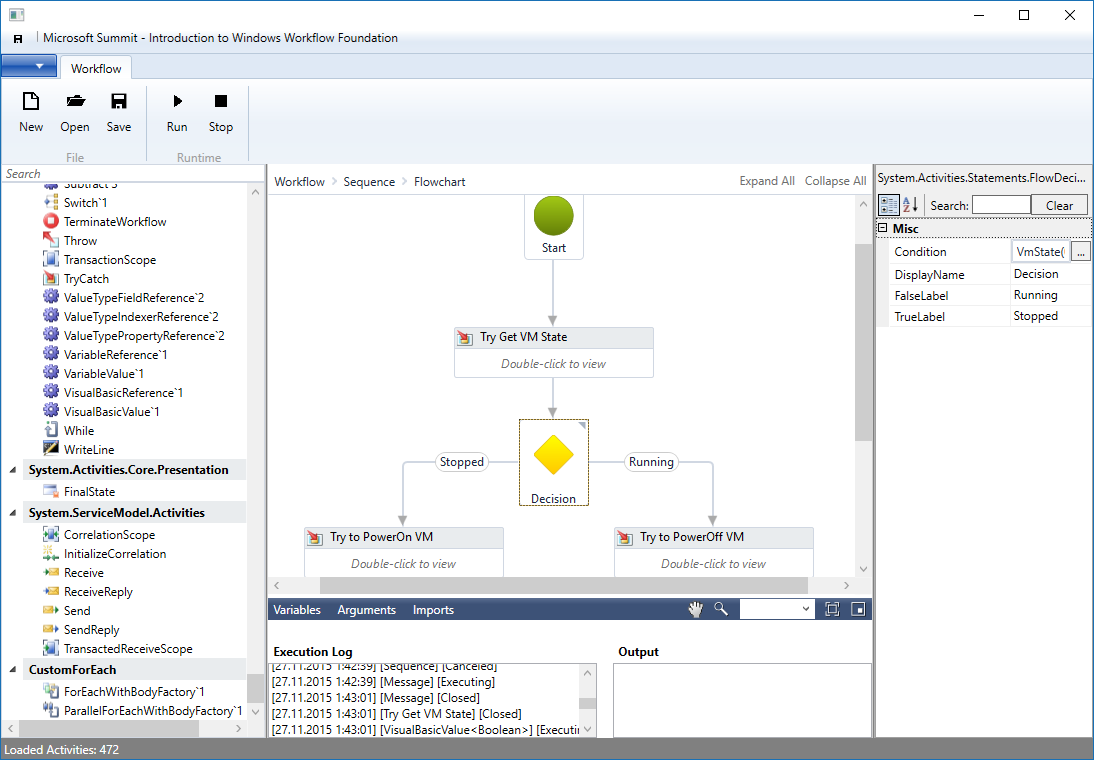 Microsoft Summit - Introduction to Windows Workflow Foundation
Workflow
New Open Save
Run Stop
File
Runtime
Search
Subtract`3
Switch`1
TerminateWorkflow
Throw
TransactionScope
TryCatch
ValueTypeFieldReference`2
ValueTypeIndexerReference`2
ValueTypePropertyReference`2
VariableReference`1
VariableValue`1
VisualBasicReference`1
VisualBasicValue`1
While
WriteLine
System.Activities.Core.Presentation
FinalState
System.ServiceModel.Activities
CorrelationScope
InitializeCorrelation
Receive
ReceiveReply
Send
SendReply
TransactedReceiveScope
CustomForEach
ForEachWithBodyFactory`1
ParallelForEachWithBodyFactory`1
Workflow Sequence Flowchart
Expand All Collapse All
Start
Try Get VM State
Double-click to view
Stopped
Running
Decision
Try to PowerOn VM
Double-click to view
Try to PowerOff VM
Double-click to view
Variables Arguments Imports
Execution Log
[27.11.2015 1:42:39] [Sequence] [Canceled]
[27.11.2015 1:42:39] [Message] [Executing]
[27.11.2015 1:43:01] [Message] [Closed]
[27.11.2015 1:43:01] [Try Get VM State] [Closed]
[27.11.2015 1:43:01] [VisualBasicValue<Boolean>] [Executi
Output
System.Activities.Statements.FlowDeci...
Search:
Clear
Misc
Condition VmState( ...
DisplayName Decision
FalseLabel Running
TrueLabel Stopped
Loaded Activities: 472